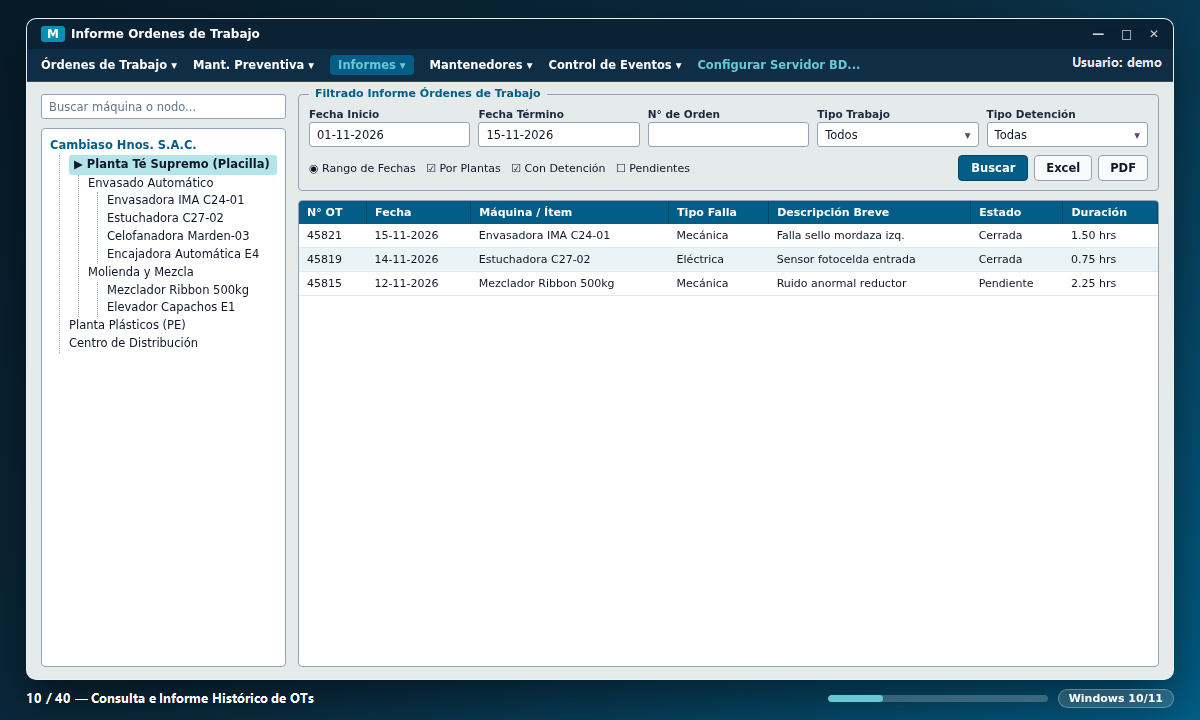 M Informe Ordenes de Trabajo — □ ✕
Órdenes de Trabajo ▾ Mant. Preventiva ▾ Informes ▾ Mantenedores ▾ Control de Eventos ▾ Configurar Servidor BD... Usuario: demo
Buscar máquina o nodo...
Cambiaso Hnos. S.A.C.
▶ Planta Té Supremo (Placilla)
Envasado Automático
Envasadora IMA C24-01
Estuchadora C27-02
Celofanadora Marden-03
Encajadora Automática E4
Molienda y Mezcla
Mezclador Ribbon 500kg
Elevador Capachos E1
Planta Plásticos (PE)
Centro de Distribución
Filtrado Informe Órdenes de Trabajo
Fecha Inicio Fecha Término N° de Orden Tipo Trabajo Tipo Detención
01-11-2026 15-11-2026 Todos ▾ Todas ▾
◉ Rango de Fechas ☑ Por Plantas ☑ Con Detención ☐ Pendientes Buscar Excel PDF
N° OT Fecha Máquina / Ítem Tipo Falla Descripción Breve Estado Duración
45821 15-11-2026 Envasadora IMA C24-01 Mecánica Falla sello mordaza izq. Cerrada 1.50 hrs
45819 14-11-2026 Estuchadora C27-02 Eléctrica Sensor fotocelda entrada Cerrada 0.75 hrs
45815 12-11-2026 Mezclador Ribbon 500kg Mecánica Ruido anormal reductor Pendiente 2.25 hrs
10 / 40 — Consulta e Informe Histórico de OTs Windows 10/11